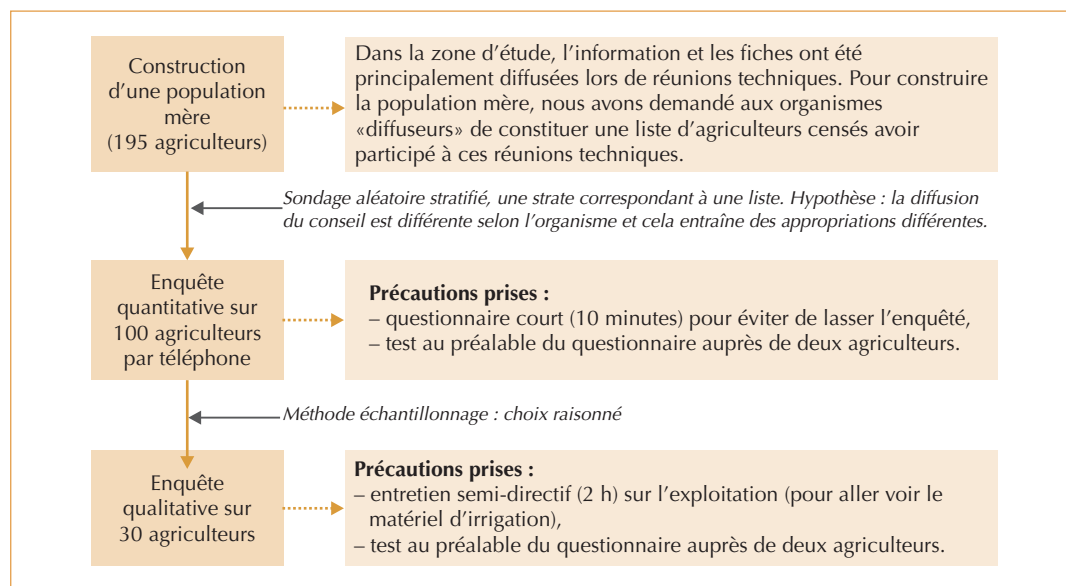 Construction
d'une population
mère
(195 agriculteurs)
Dans la zone d'étude, l'information et les fiches ont été
principalement diffusées lors de réunions techniques. Pour construire
la population mère, nous avons demandé aux organismes
«diffuseurs» de constituer une liste d'agriculteurs censés avoir
participé à ces réunions techniques.
Sondage aléatoire stratifié, une strate correspondant à une liste. Hypothèse : la diffusion
du conseil est différente selon l'organisme et cela entraîne des appropriations différentes.
Enquête
quantitative sur
100 agriculteurs
par téléphone
Précautions prises :
– questionnaire court (10 minutes) pour éviter de lasser l'enquêté,
– test au préalable du questionnaire auprès de deux agriculteurs.
Méthode échantillonnage : choix raisonné
Enquête
qualitative sur
30 agriculteurs
Précautions prises :
– entretien semi-directif (2 h) sur l'exploitation (pour aller voir le
matériel d'irrigation),
– test au préalable du questionnaire auprès de deux agriculteurs.